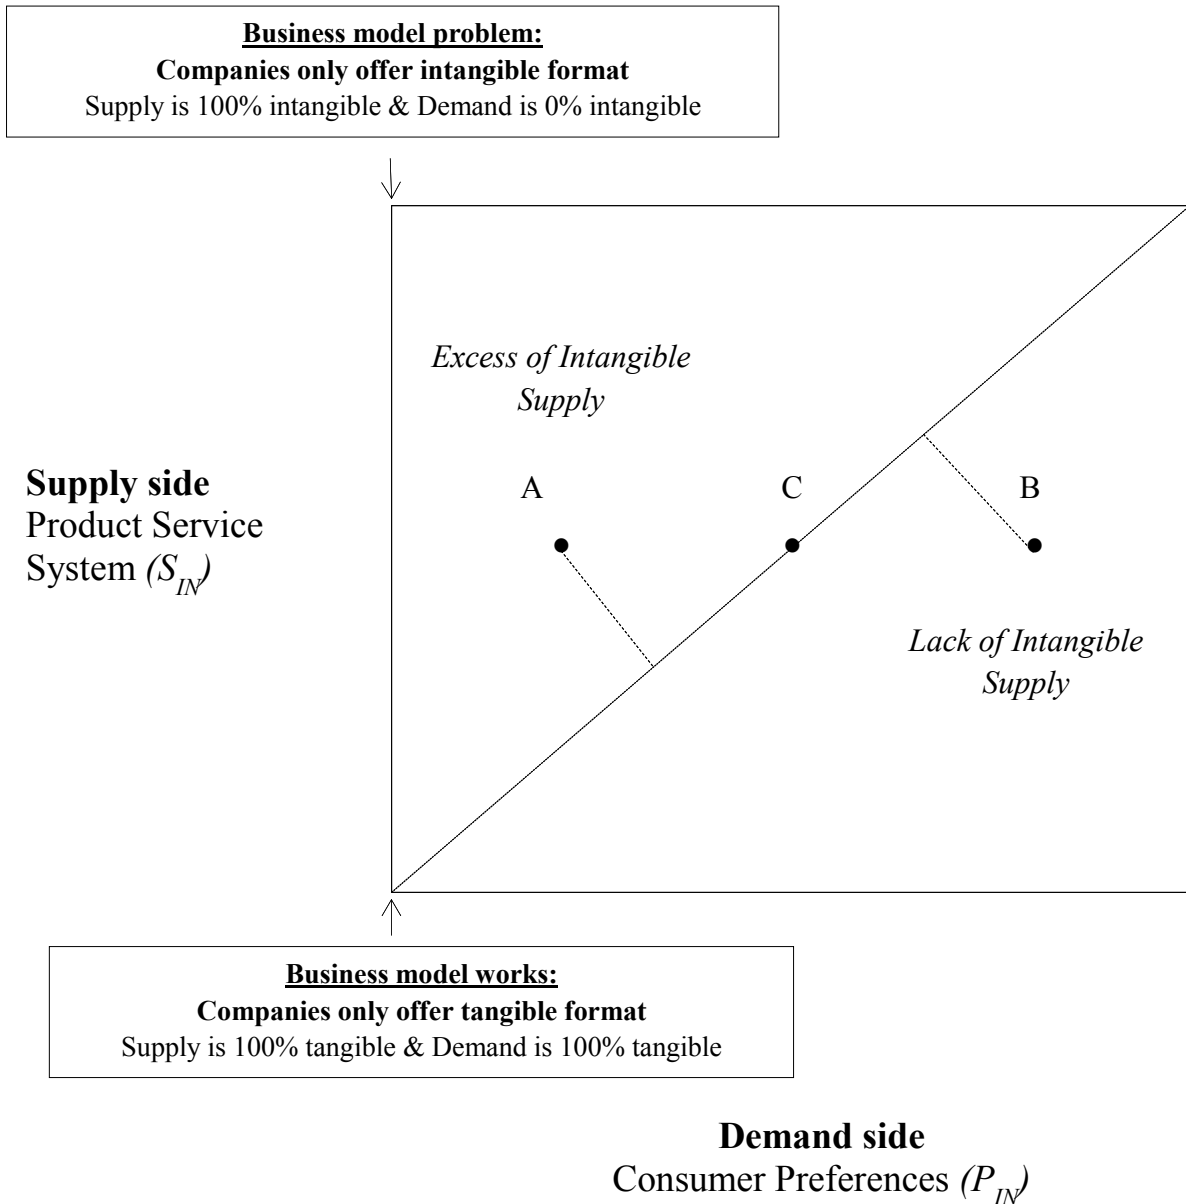 Business model problem:
Companies only offer intangible format
Supply is 100% intangible & Demand is 0% intangible
Excess of Intangible
Supply
Supply side
Product Service
System (S_IN)
A
C
B
Lack of Intangible
Supply
Business model works:
Companies only offer tangible format
Supply is 100% tangible & Demand is 100% tangible
Demand side
Consumer Preferences (P_IN)